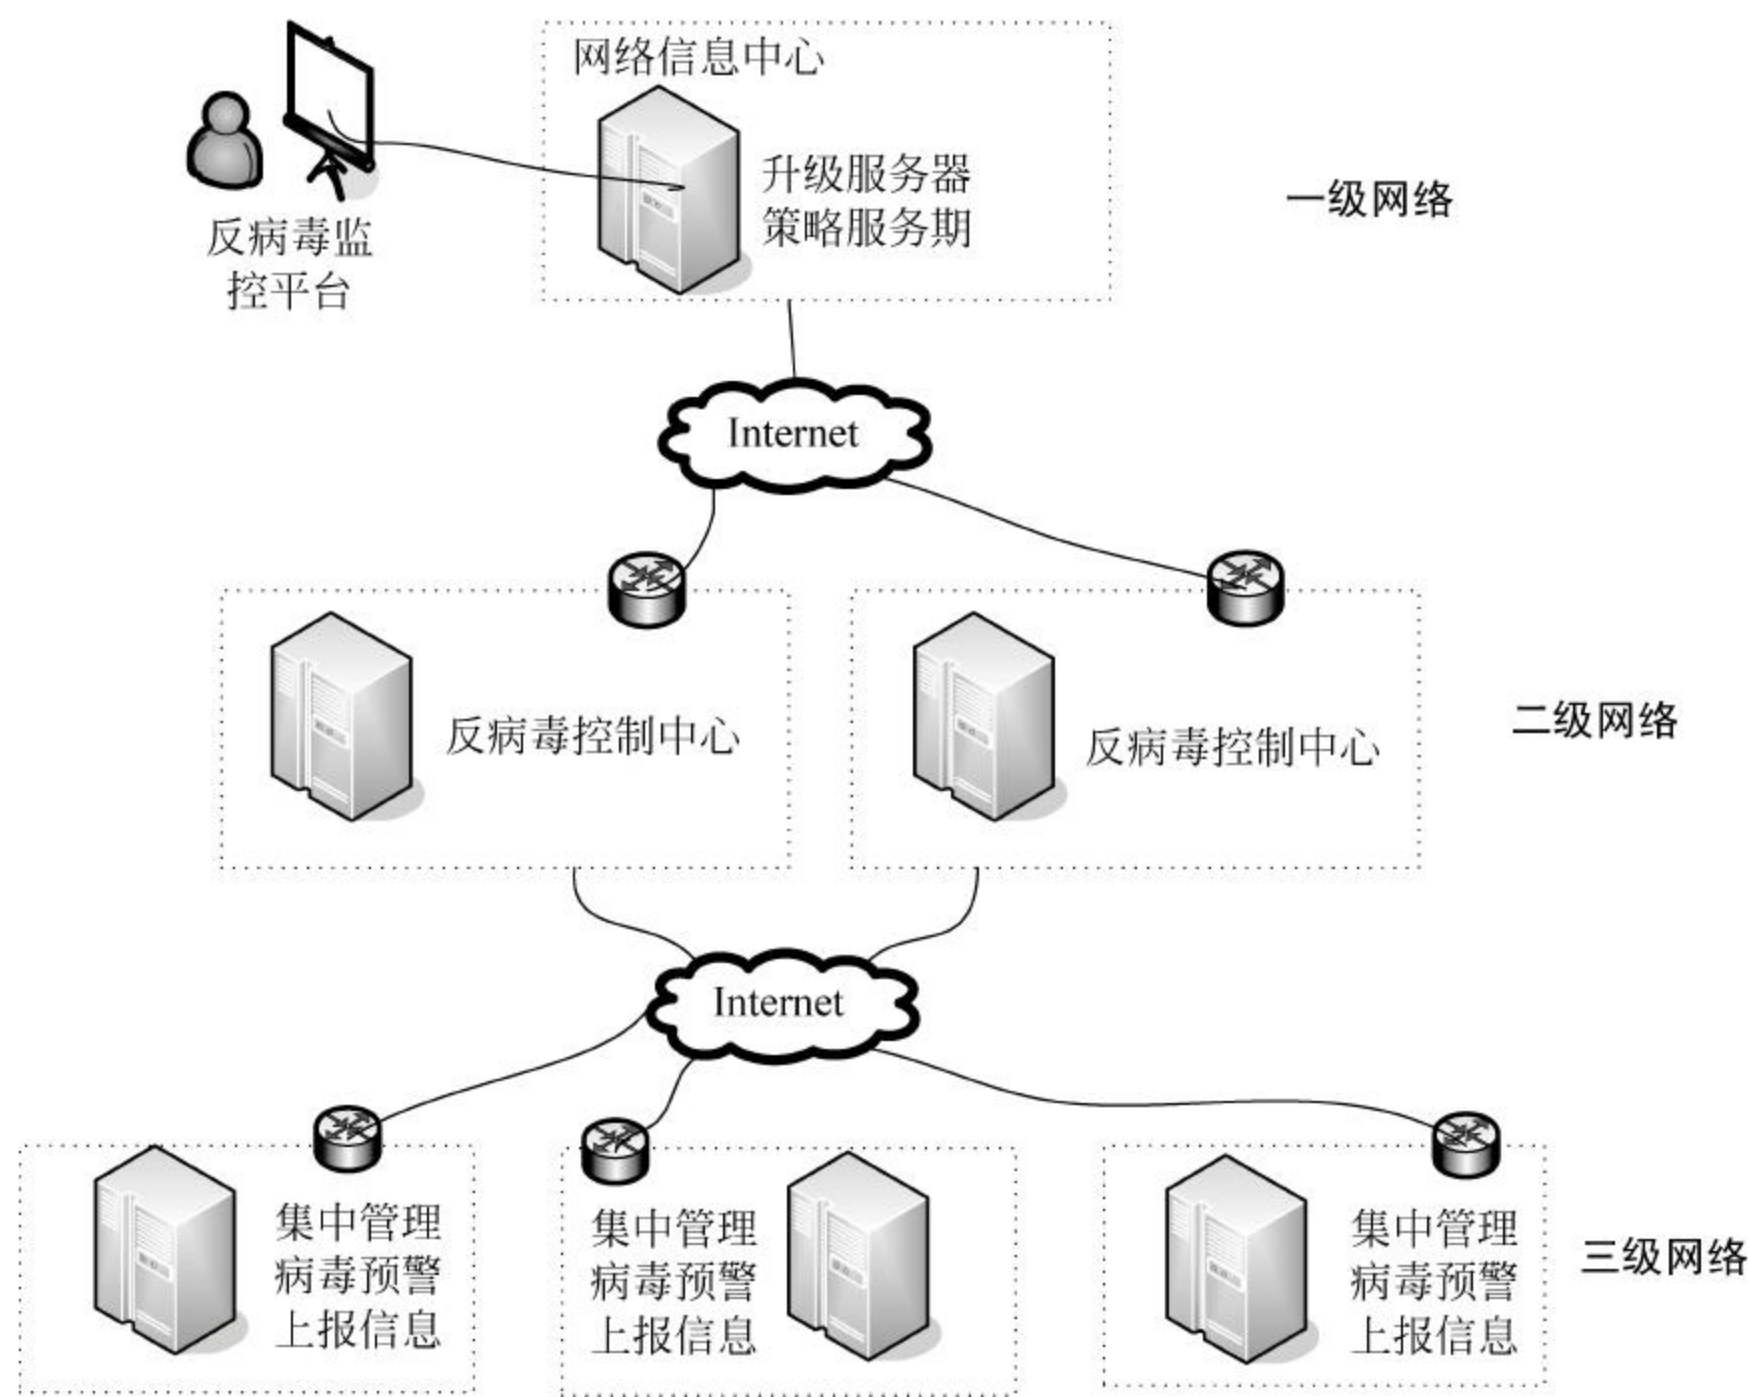 网络信息中心
升级服务器
策略服务期
一级网络
反病毒监
控平台
Internet
反病毒控制中心
反病毒控制中心
二级网络
Internet
集中管理
病毒预警
上报信息
集中管理
病毒预警
上报信息
集中管理
病毒预警
上报信息
三级网络